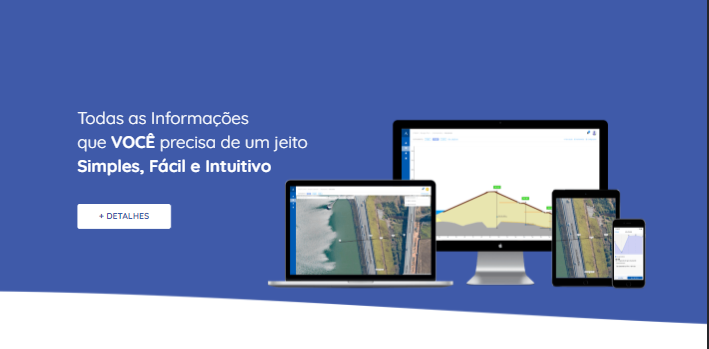 Todas as Informações
que VOCÊ precisa de um jeito
Simples, Fácil e Intuitivo
+ DETALHES